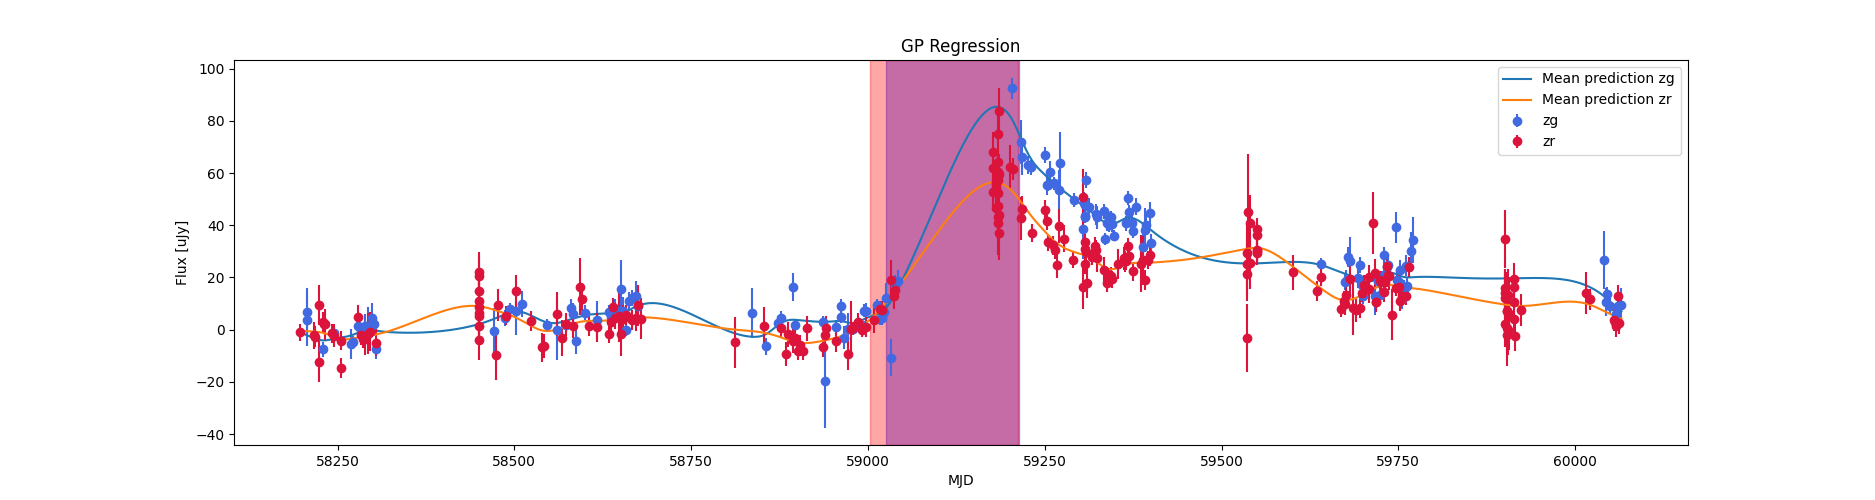 GP Regression
100
80
60
40
20
0
−20
−40
Flux [uJy]
58250
58500
58750
59000
59250
59500
59750
60000
MJD
Mean prediction zg
Mean prediction zr
zg
zr